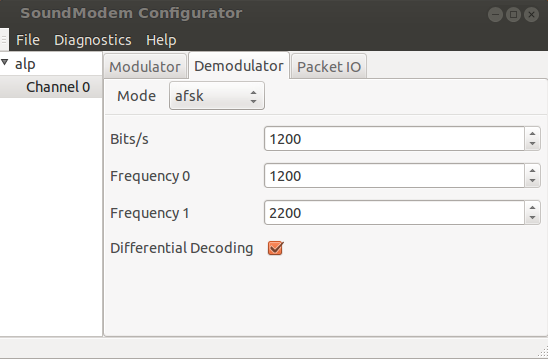 SoundModem Configurator
File Diagnostics Help
alp
Channel 0
Modulator Demodulator Packet IO
Mode afsk
Bits/s 1200
Frequency 0 1200
Frequency 1 2200
Differential Decoding